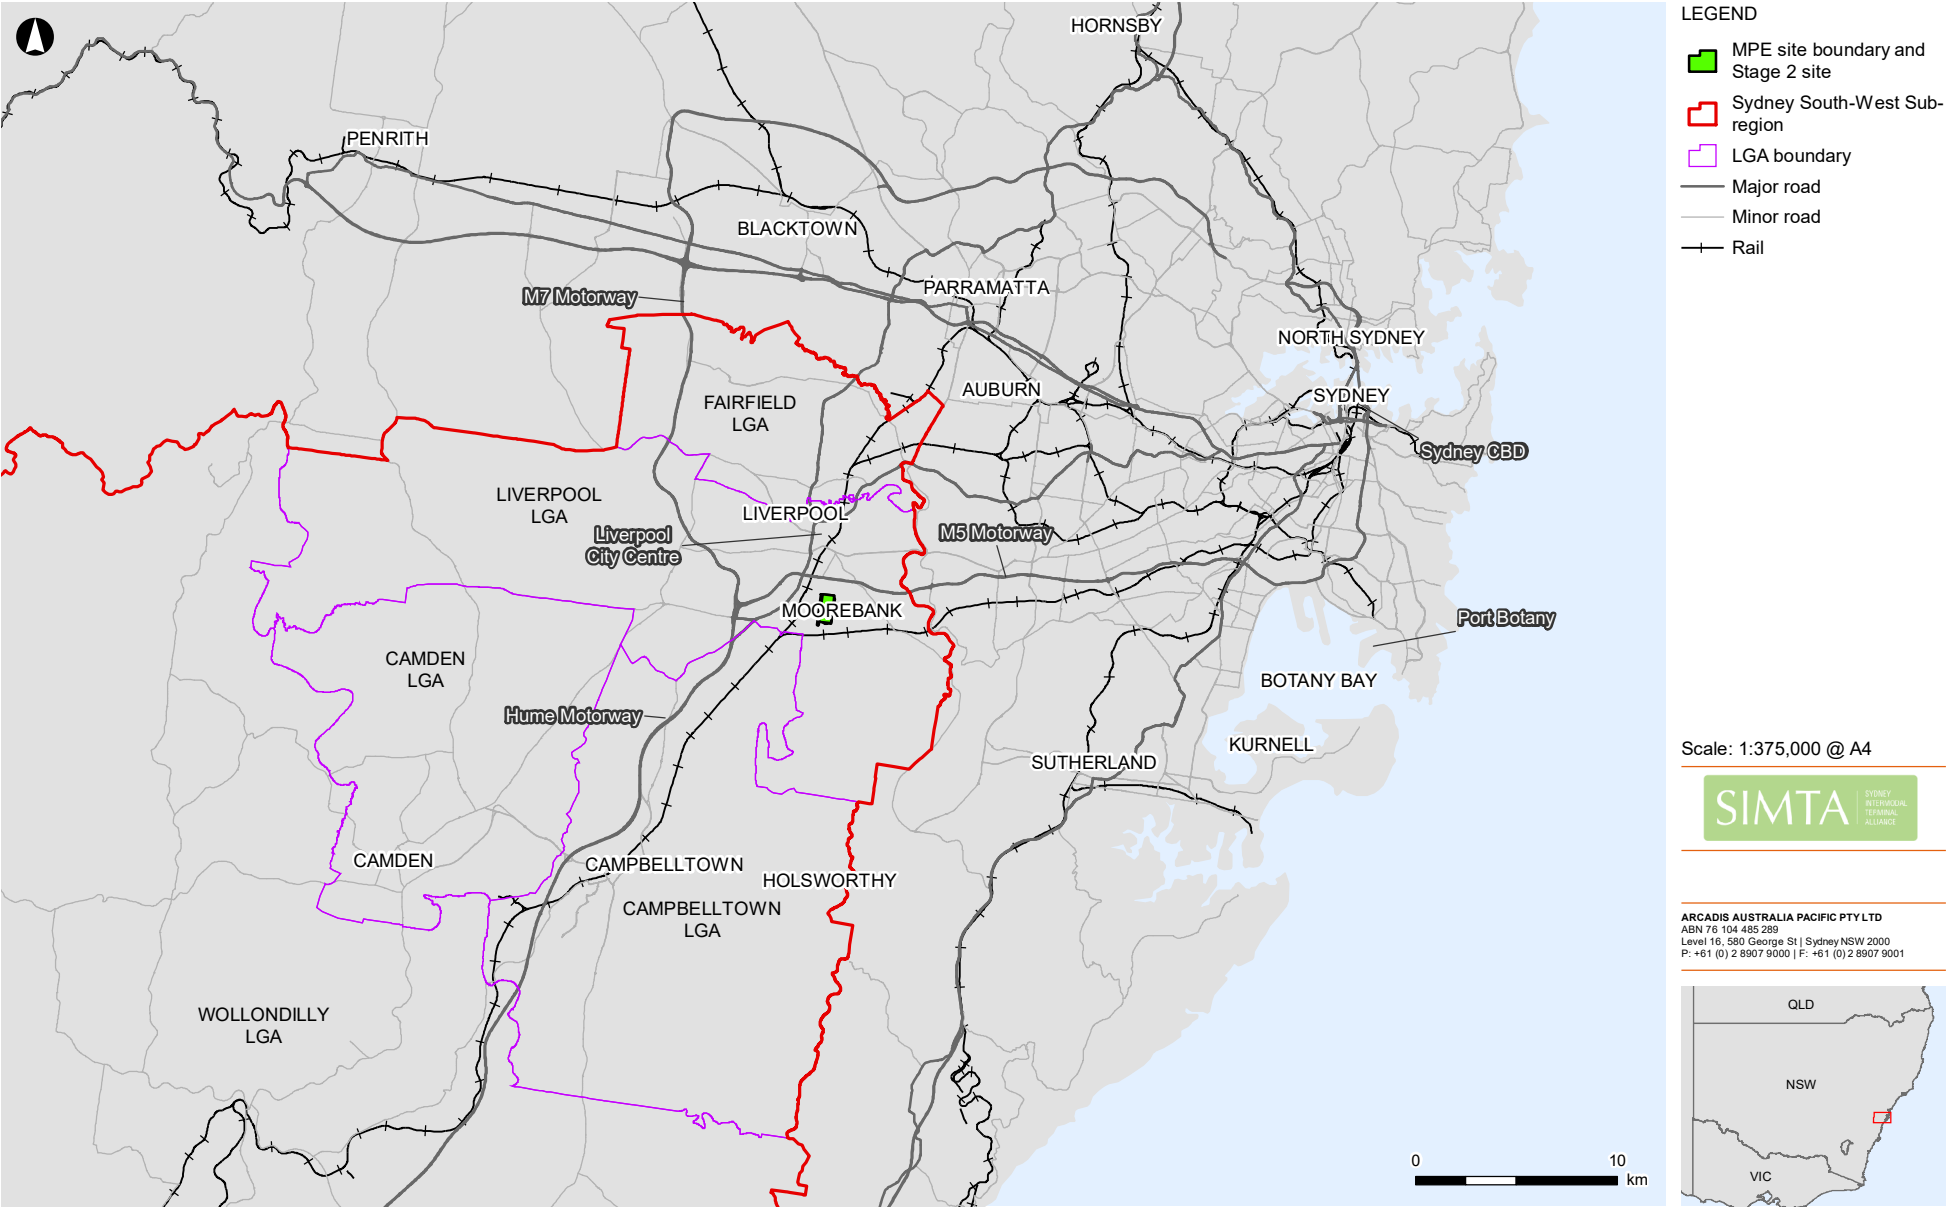 HORNSBY
PENRITH
BLACKTOWN
M7 Motorway
PARRAMATTA
NORTH SYDNEY
AUBURN
SYDNEY
FAIRFIELD
LGA
Sydney CBD
LIVERPOOL
LGA
LIVERPOOL
Liverpool
City Centre
M5 Motorway
MOOREBANK
Port Botany
CAMDEN
LGA
BOTANY BAY
Hume Motorway
KURNELL
SUTHERLAND
CAMDEN
CAMPBELLTOWN
HOLSWORTHY
CAMPBELLTOWN
LGA
WOLLONDILLY
LGA
0 10
km
LEGEND
MPE site boundary and
Stage 2 site
Sydney South-West Sub-
region
LGA boundary
Major road
Minor road
Rail
Scale: 1:375,000 @ A4
SIMTA
SYDNEY
INTERMODAL
TERMINAL
ALLIANCE
ARCADIS AUSTRALIA PACIFIC PTY LTD
ABN 76 104 485 289
Level 16, 580 George St | Sydney NSW 2000
P: +61 (0) 2 8907 9000 | F: +61 (0) 2 8907 9001
QLD
NSW
VIC